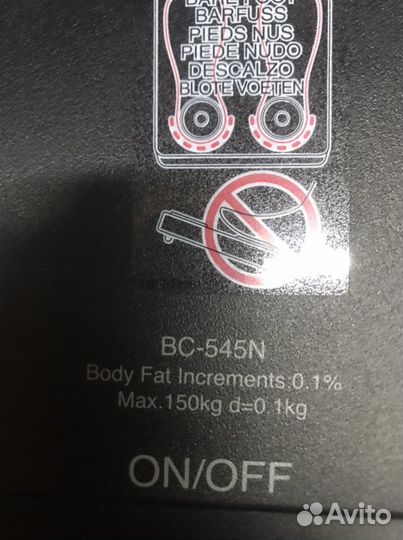 BAREFOOT
BARFUSS
PIEDS NUS
PIEDE NUDO
DESCALZO
BLOTE VOETEN
BC-545N
Body Fat Increments:0.1%
Max.150kg d=0.1kg
ON/OFF
Avito